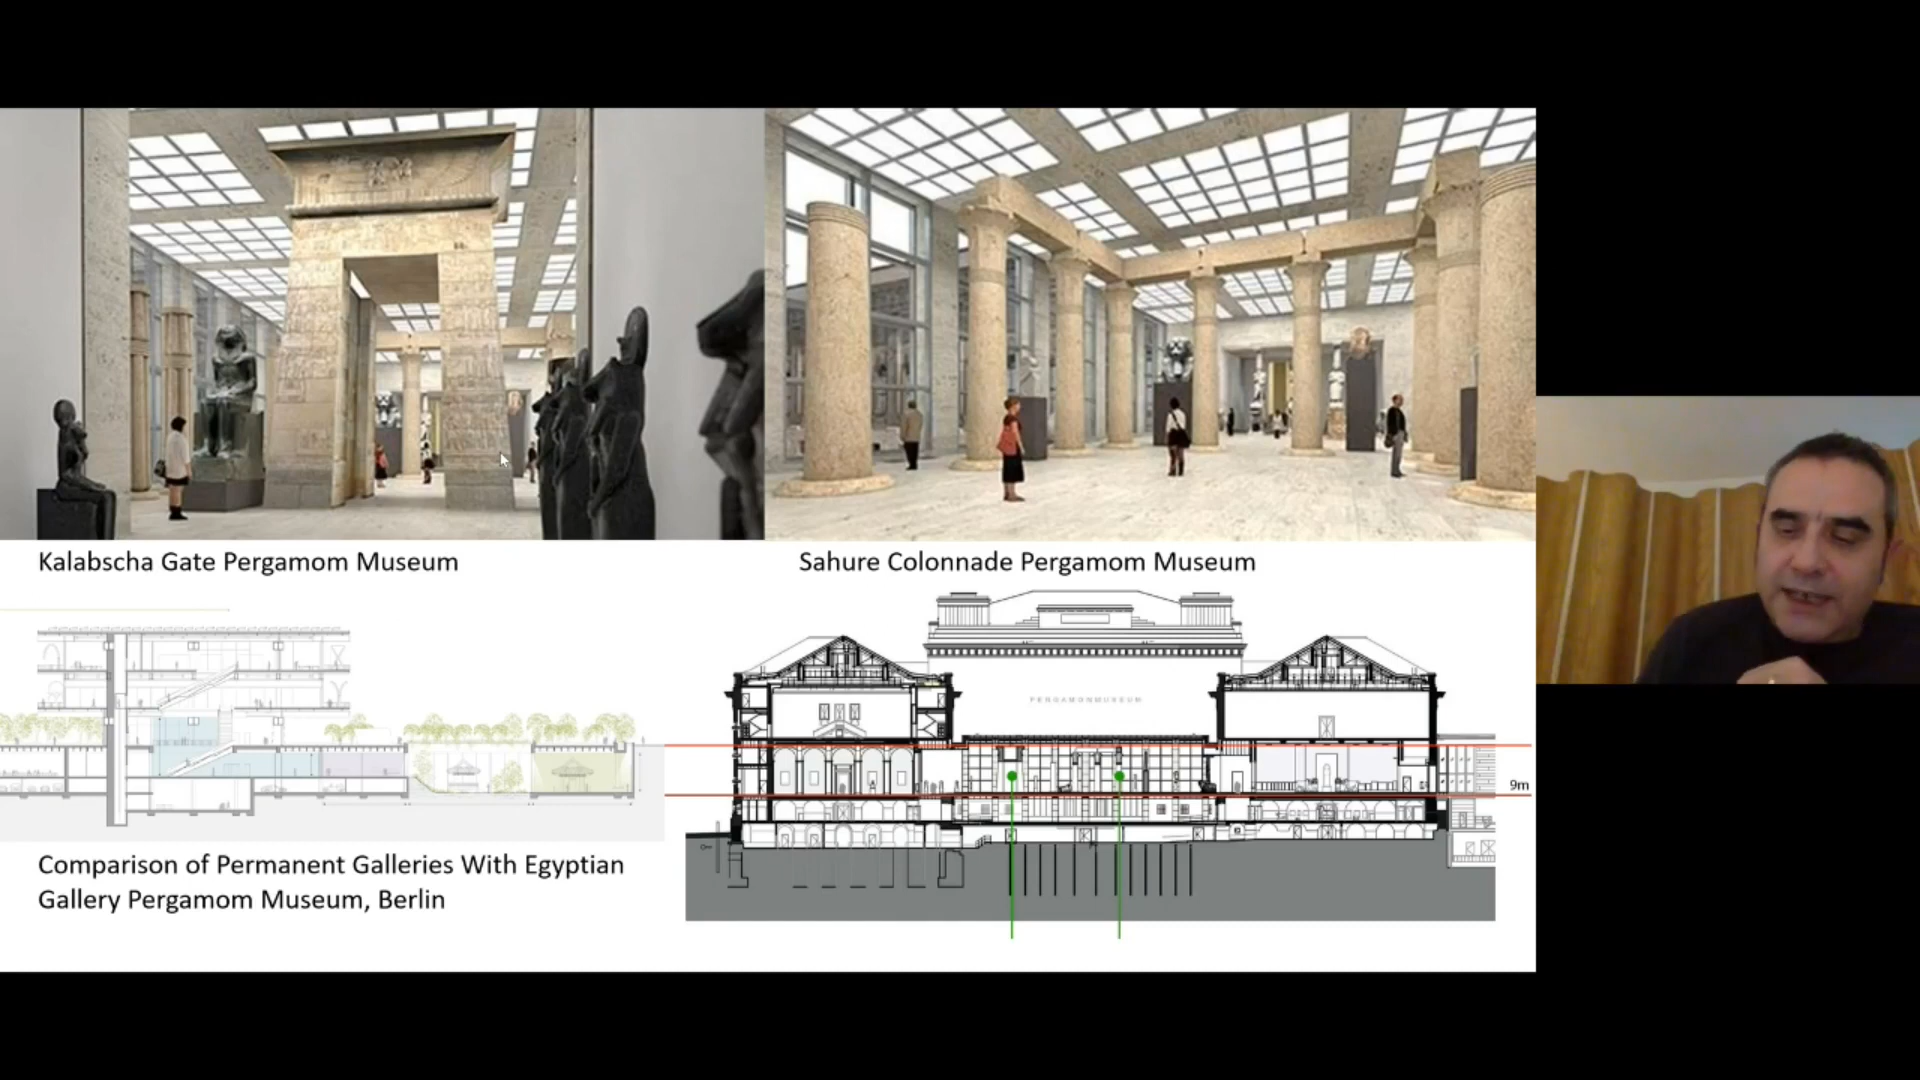 Kalabscha Gate Pergamom Museum
Sahure Colonnade Pergamom Museum
PERGAMONMUSEUM
9m
Comparison of Permanent Galleries With Egyptian
Gallery Pergamom Museum, Berlin